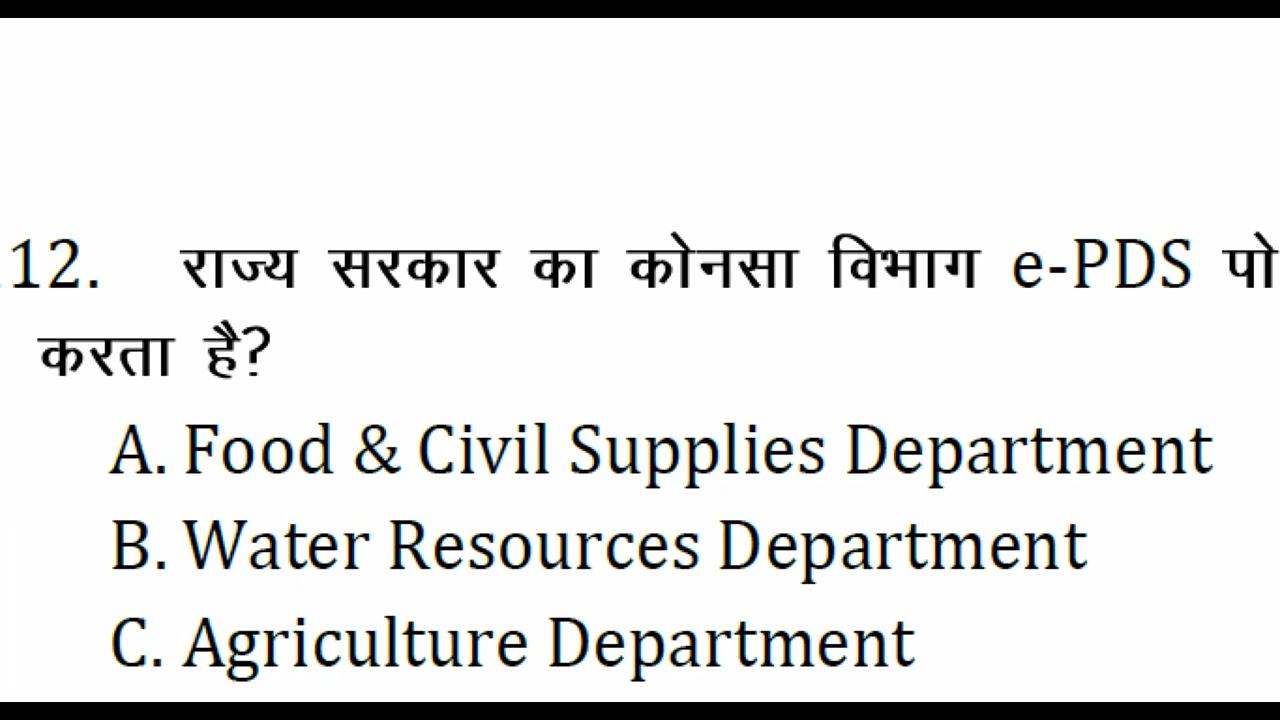 12. राज्य सरकार का कोनसा विभाग e-PDS पो
करता है?
A. Food & Civil Supplies Department
B. Water Resources Department
C. Agriculture Department